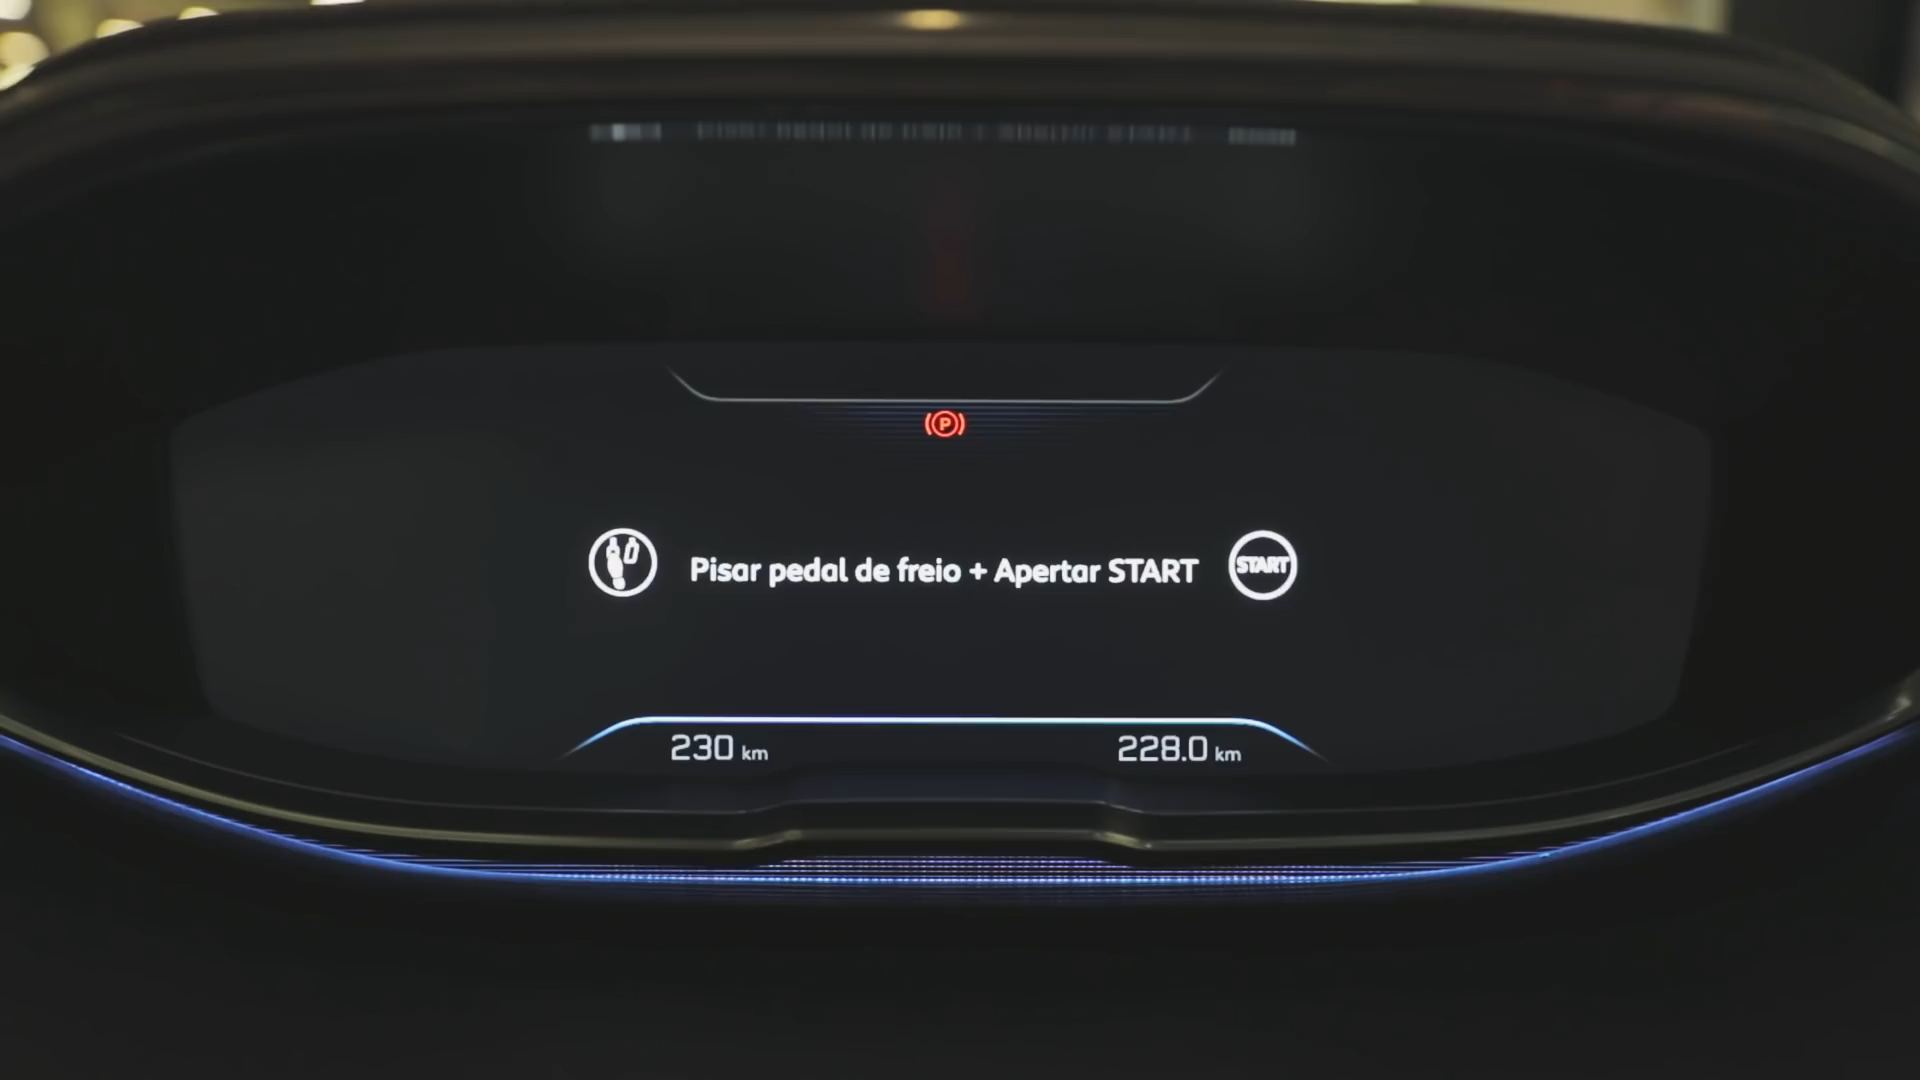 P
Pisar pedal de freio + Apertar START
START
230 km
228.0 km